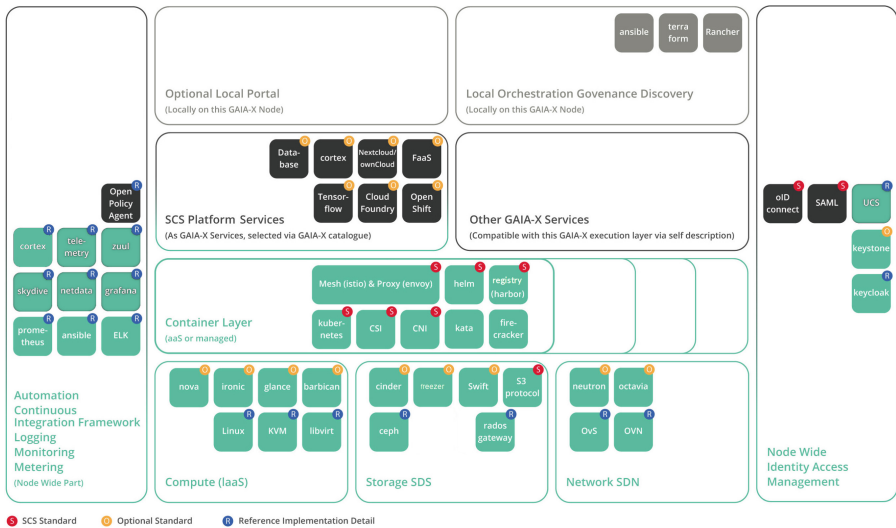 ansible
terra
form
Rancher
Optional Local Portal
(Locally on this GAIA-X Node)
Local Orchestration Govenance Discovery
(Locally on this GAIA-X Node)
O
O
O
O
Data-
base
cortex
Nextcloud/
ownCloud
FaaS
O
O
O
Tensor-
flow
Cloud
Foundry
Open
Shift
SCS Platform Services
(As GAIA-X Services, selected via GAIA-X catalogue)
Other GAIA-X Services
(Compatible with this GAIA-X execution layer via self description)
R
Open
Policy
Agent
R
R
R
cortex
tele-
metry
zuul
R
R
R
skydive
netdata
grafana
R
R
R
prome-
theus
ansible
ELK
Automation
Continuous
Integration Framework
Logging
Monitoring
Metering
(Node Wide Part)
S
S
S
Mesh (istio) & Proxy (envoy)
helm
registry
(harbor)
S
S
S
kuber-
netes
CSI
CNI
kata
fire-
cracker
Container Layer
(aaS or managed)
O
O
O
O
nova
ironic
glance
barbican
R
R
R
Linux
KVM
libvirt
Compute (IaaS)
O
O
O
S
cinder
freezer
Swift
S3
protocol
R
R
ceph
rados
gateway
Storage SDS
O
O
neutron
octavia
R
R
OvS
OVN
Network SDN
S
S
R
oID
connect
SAML
UCS
O
keystone
R
keycloak
Node Wide
Identity Access
Management
S SCS Standard
O Optional Standard
R Reference Implementation Detail